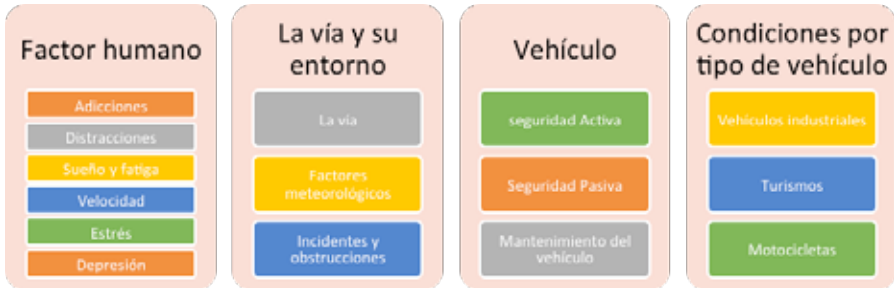 Factor humano
Adicciones
Distracciones
Sueño y fatiga
Velocidad
Estrés
Depresión
La vía y su
entorno
La vía
Factores
meteorológicos
Incidentes y
obstrucciones
Vehículo
seguridad Activa
Seguridad Pasiva
Mantenimiento del
vehículo
Condiciones por
tipo de vehículo
Vehículos industriales
Turismos
Motocicletas